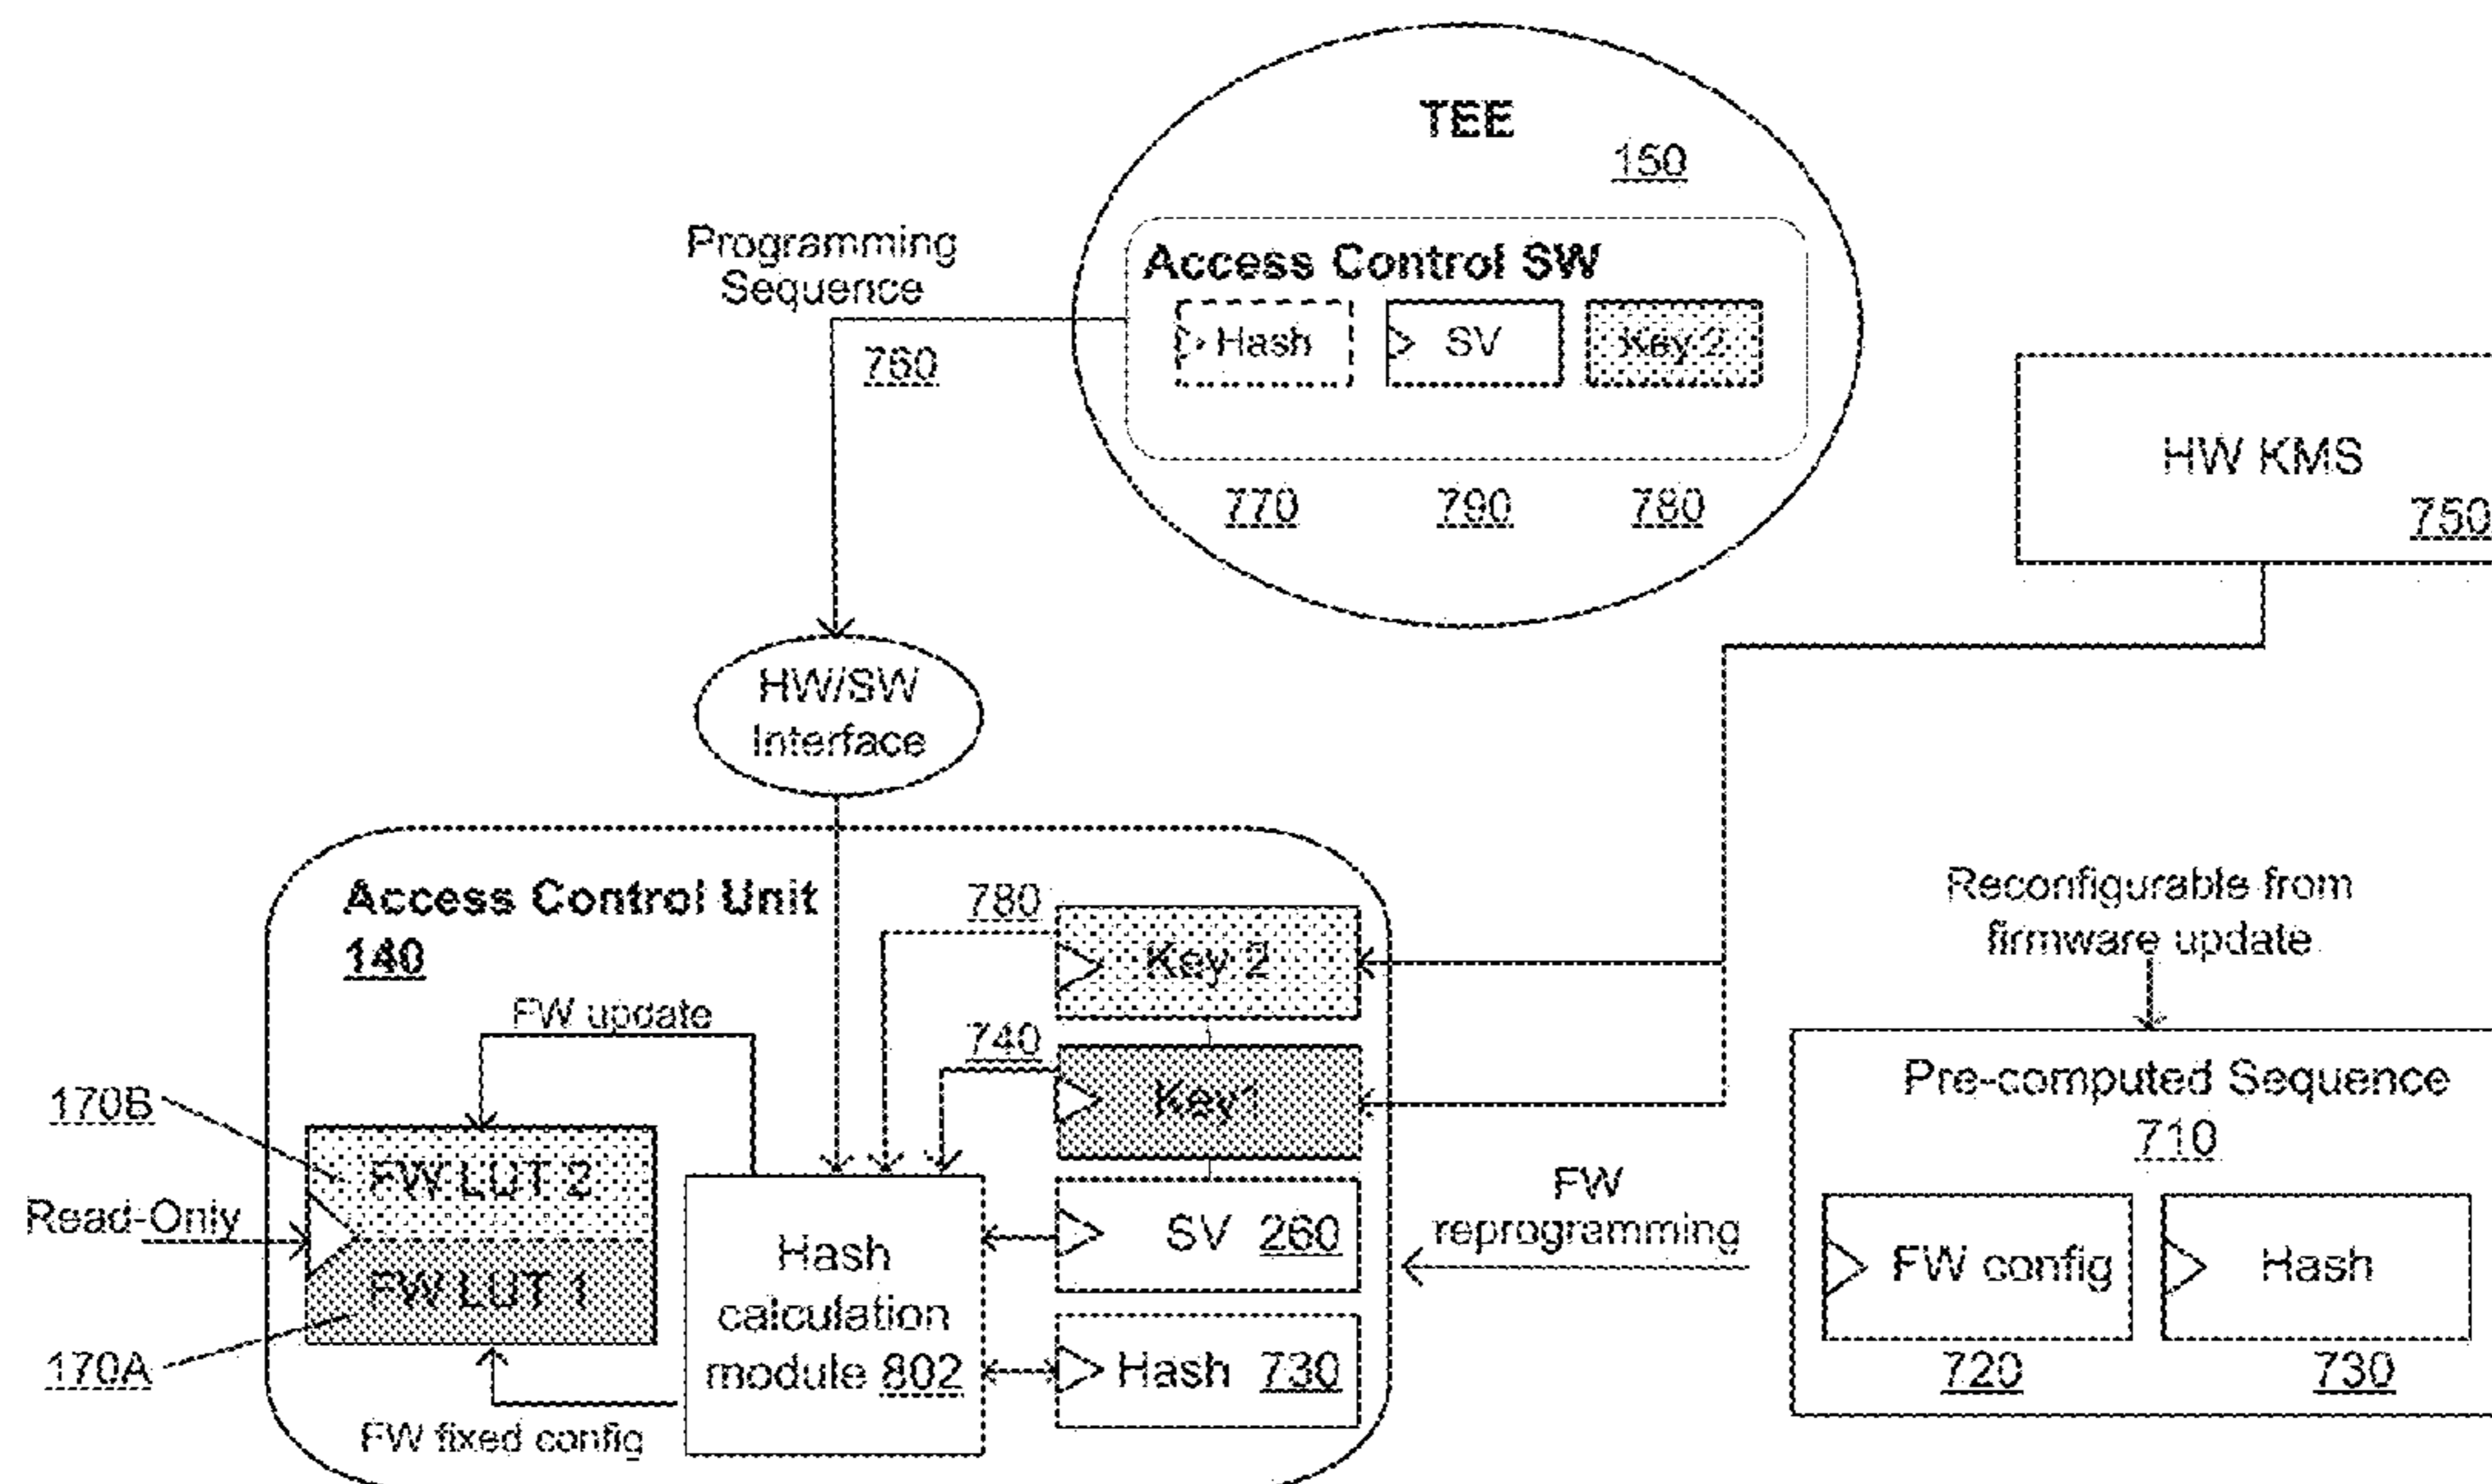 TEE
150
Access Control SW
Hash
SV
Key 2
770
790
780
Programming
Sequence
760
HW KMS
750
HW/SW
Interface
Access Control Unit
140
780
Key 2
740
Key 1
FW update
170B
FW LUT 2
Read-Only
FW LUT 1
170A
FW fixed config
Hash
calculation
module 802
SV 260
Hash 730
FW
reprogramming
Reconfigurable from
firmware update
Pre-computed Sequence
710
FW config
Hash
720
730